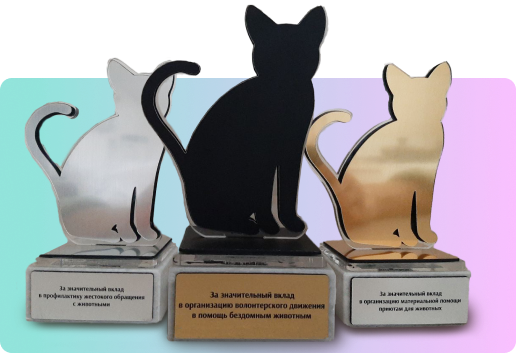 За значительный вклад
в профилактику жестокого обращения
с животными
За значительный вклад
в организацию волонтерского движения
в помощь бездомным животным
За значительный вклад
в организацию материальной помощи
приютам для животных